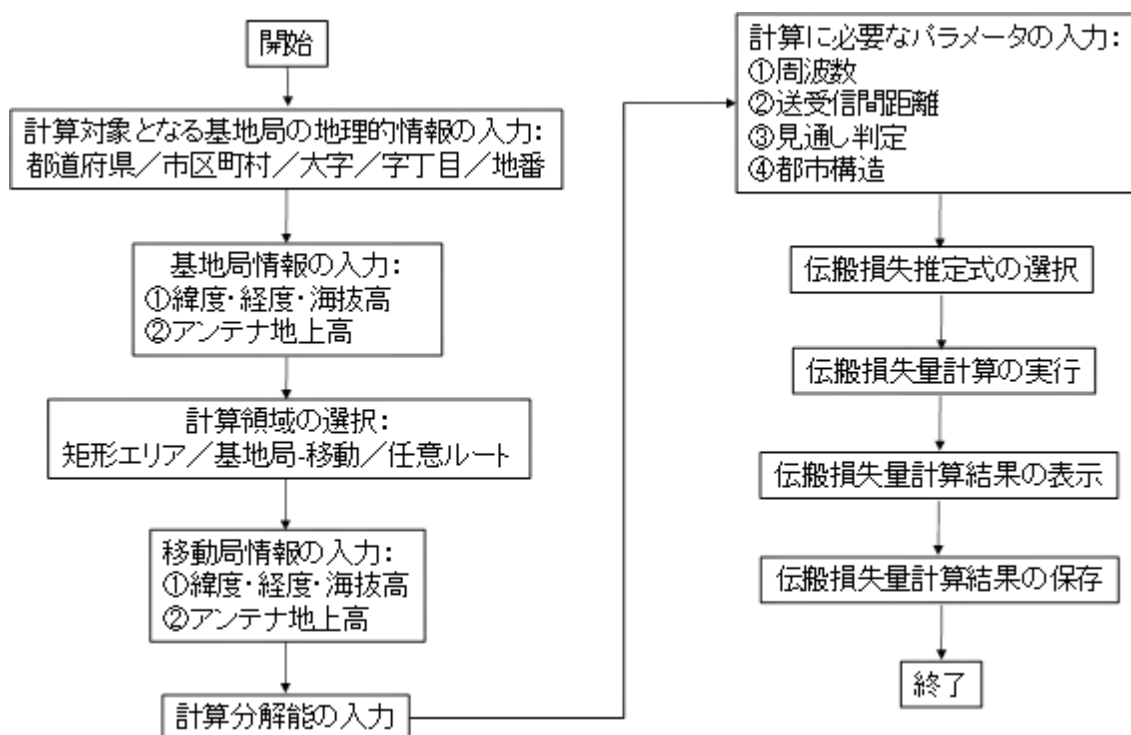 開始
計算対象となる基地局の地理的情報の入力：
都道府県／市区町村／大字／字丁目／地番
基地局情報の入力：
①緯度・経度・海抜高
②アンテナ地上高
計算領域の選択：
矩形エリア／基地局-移動／任意ルート
移動局情報の入力：
①緯度・経度・海抜高
②アンテナ地上高
計算分解能の入力
計算に必要なパラメータの入力：
①周波数
②送受信間距離
③見通し判定
④都市構造
伝搬損失推定式の選択
伝搬損失量計算の実行
伝搬損失量計算結果の表示
伝搬損失量計算結果の保存
終了